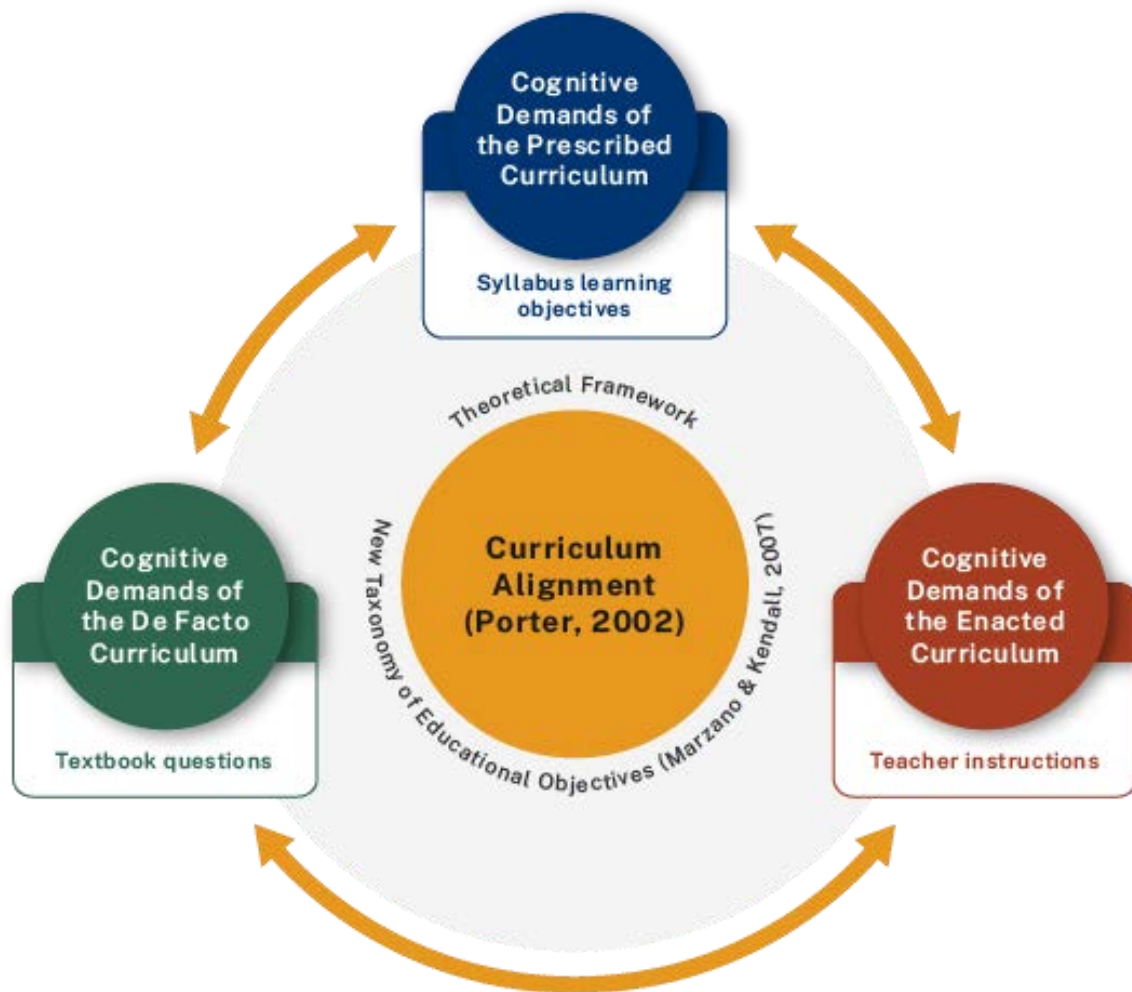 Cognitive
Demands of
the Prescribed
Curriculum
Syllabus learning
objectives
Theoretical Framework
Curriculum
Alignment
(Porter, 2002)
New Taxonomy of Educational Objectives (Marzano & Kendall, 2007)
Cognitive
Demands of
the De Facto
Curriculum
Textbook questions
Cognitive
Demands of
the Enacted
Curriculum
Teacher instructions